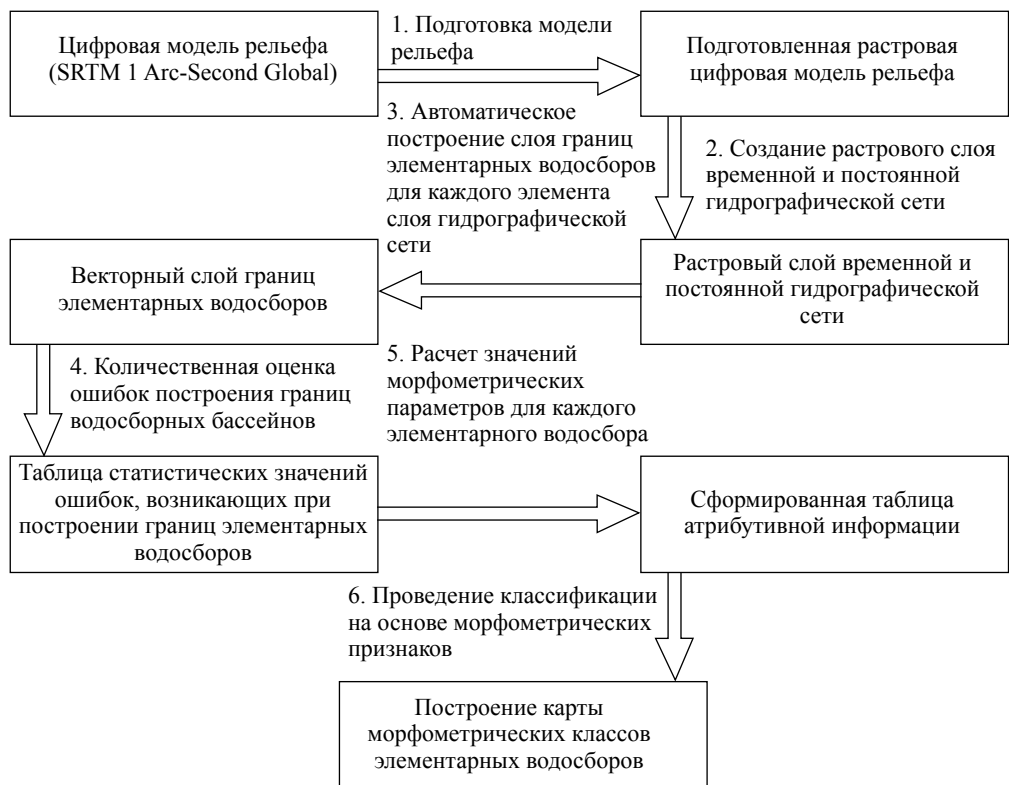 Цифровая модель рельефа
(SRTM 1 Arc-Second Global)
1. Подготовка модели
рельефа
Подготовленная растровая
цифровая модель рельефа
3. Автоматическое
построение слоя границ
элементарных водосборов
для каждого элемента
слоя гидрографической
сети
2. Создание растрового слоя
временной и постоянной
гидрографической сети
Векторный слой границ
элементарных водосборов
Растровый слой временной и
постоянной гидрографической
сети
4. Количественная оценка
ошибок построения границ
водосборных бассейнов
5. Расчет значений
морфометрических
параметров для каждого
элементарного водосбора
Таблица статистических значений
ошибок, возникающих при
построении границ элементарных
водосборов
Сформированная таблица
атрибутивной информации
6. Проведение классификации
на основе морфометрических
признаков
Построение карты
морфометрических классов
элементарных водосборов